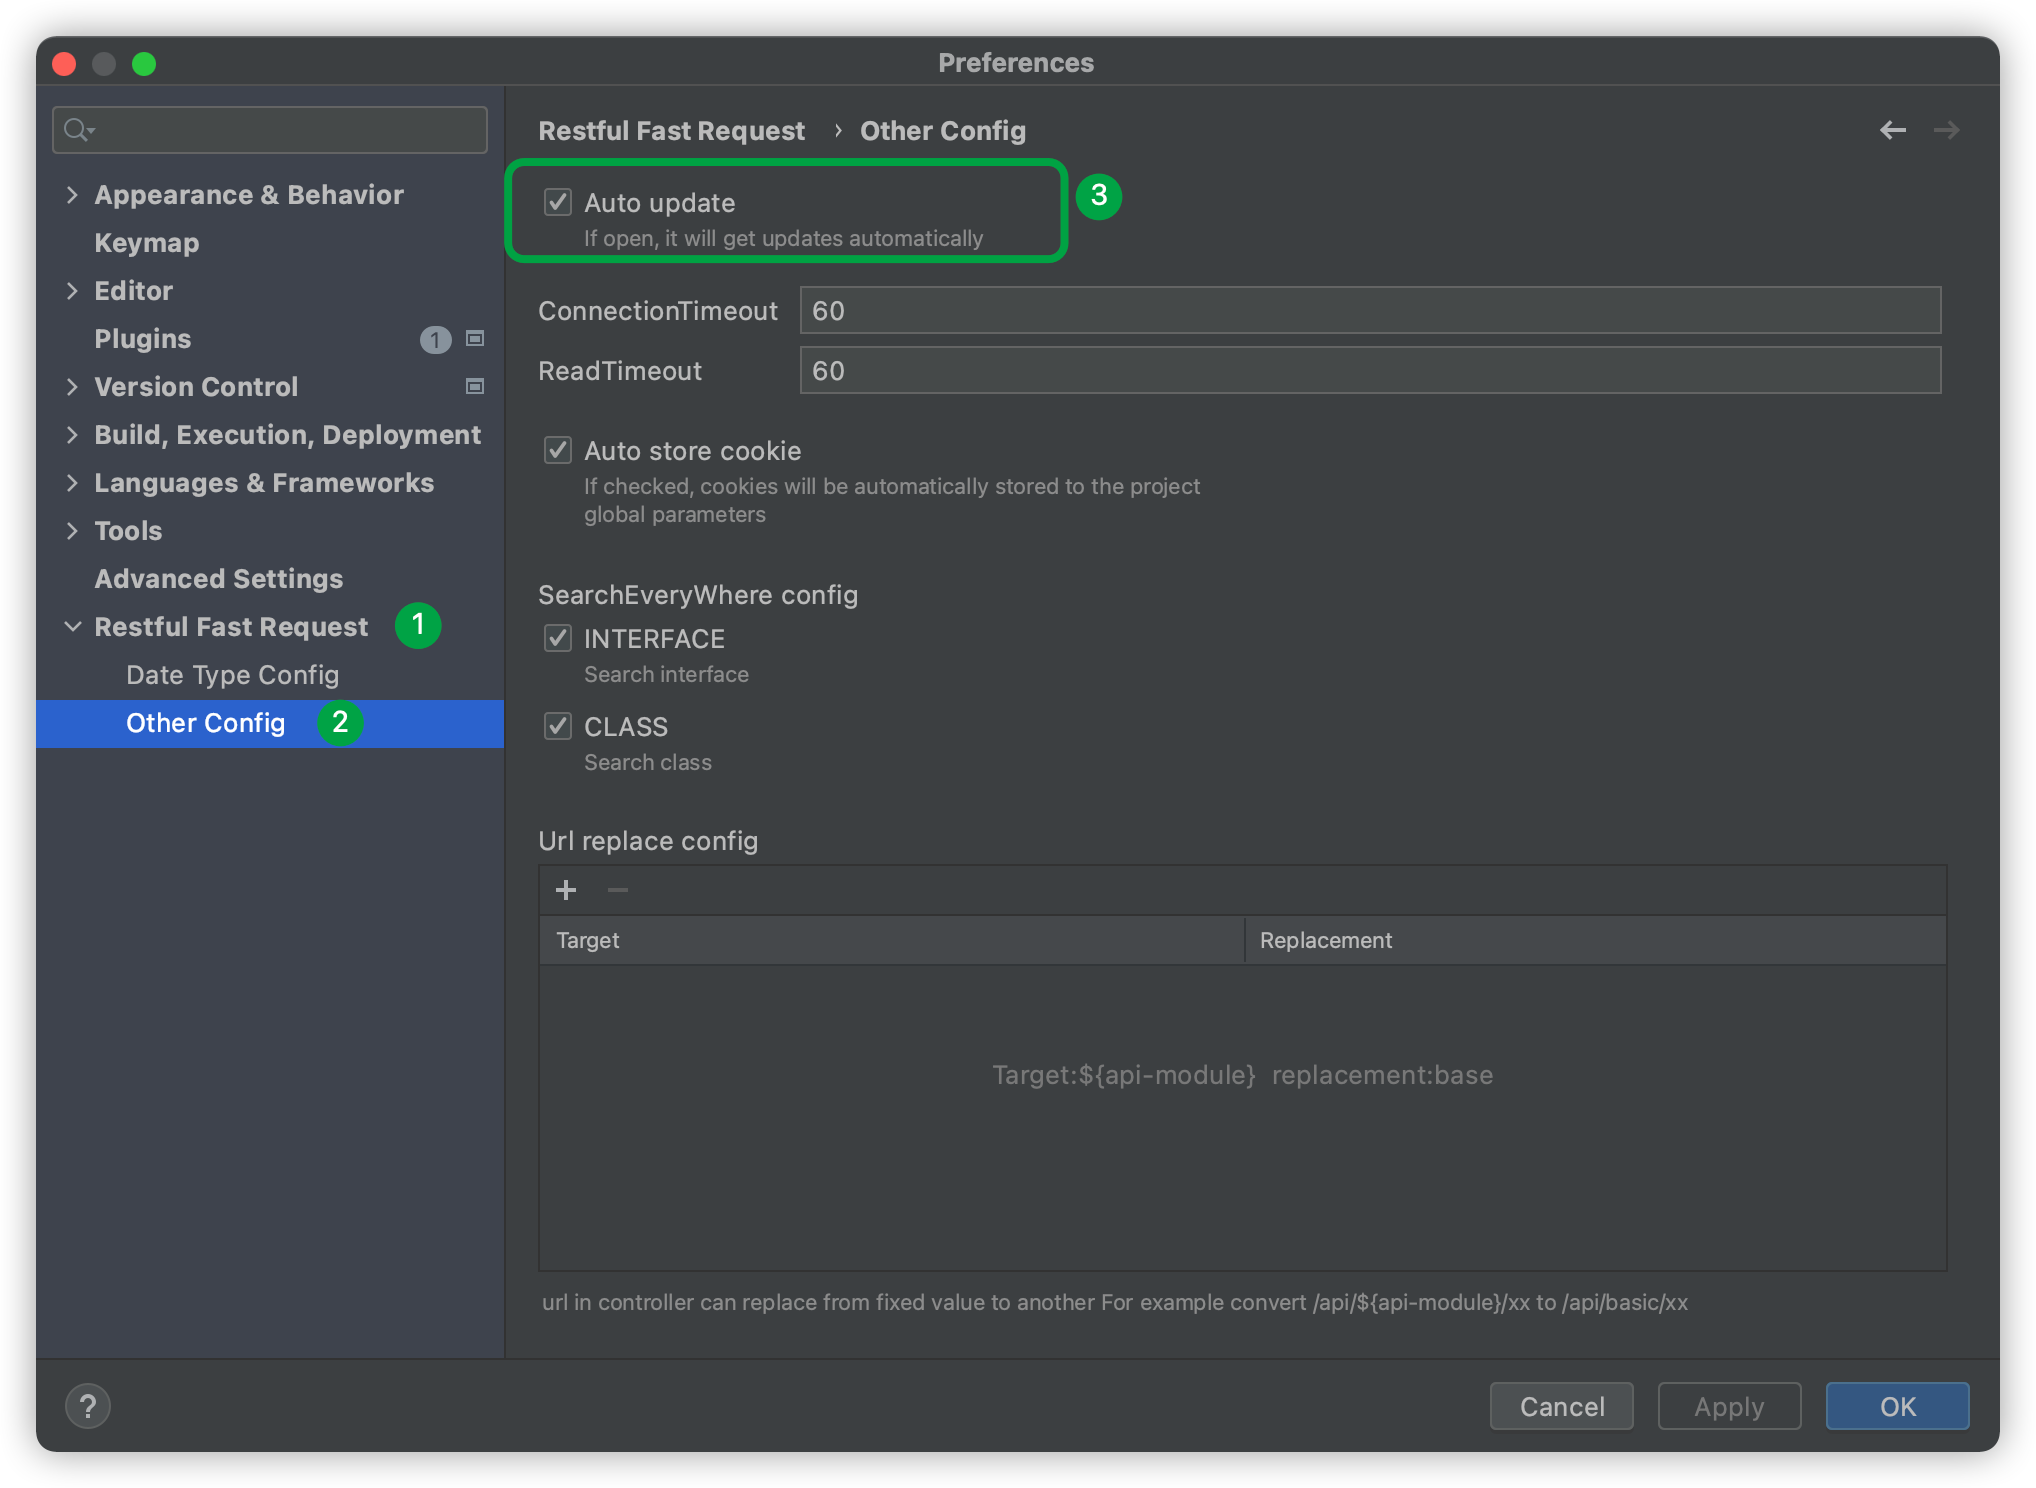 Preferences
Appearance & Behavior
Keymap
Editor
Plugins 1
Version Control
Build, Execution, Deployment
Languages & Frameworks
Tools
Advanced Settings
Restful Fast Request 1
Date Type Config
Other Config 2
Restful Fast Request › Other Config
Auto update 3
If open, it will get updates automatically
ConnectionTimeout 60
ReadTimeout 60
Auto store cookie
If checked, cookies will be automatically stored to the project
global parameters
SearchEveryWhere config
INTERFACE
Search interface
CLASS
Search class
Url replace config
Target Replacement
Target:${api-module} replacement:base
url in controller can replace from fixed value to another For example convert /api/${api-module}/xx to /api/basic/xx
? Cancel Apply OK